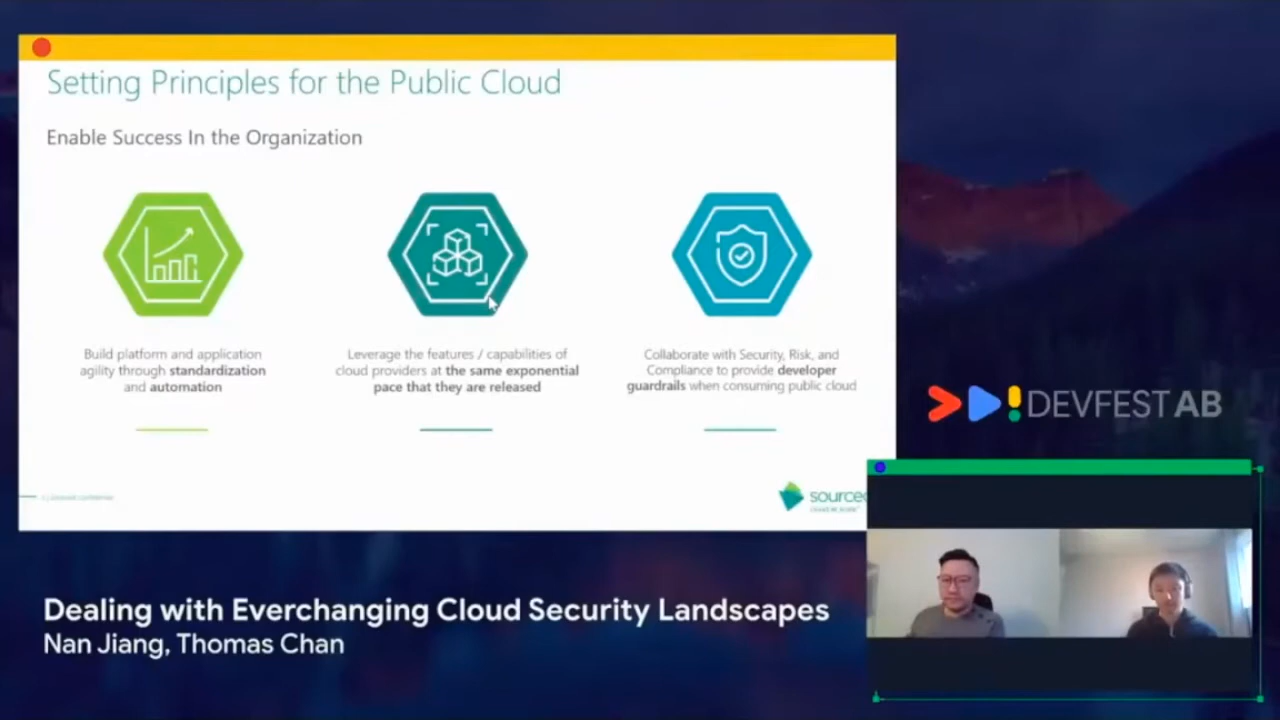 Setting Principles for the Public Cloud
Enable Success In the Organization
Build platform and application
agility through standardization
and automation
Leverage the features / capabilities of
cloud providers at the same exponential
pace that they are released
Collaborate with Security, Risk, and
Compliance to provide developer
guardrails when consuming public cloud
sourced
DEVFEST AB
Dealing with Everchanging Cloud Security Landscapes
Nan Jiang, Thomas Chan